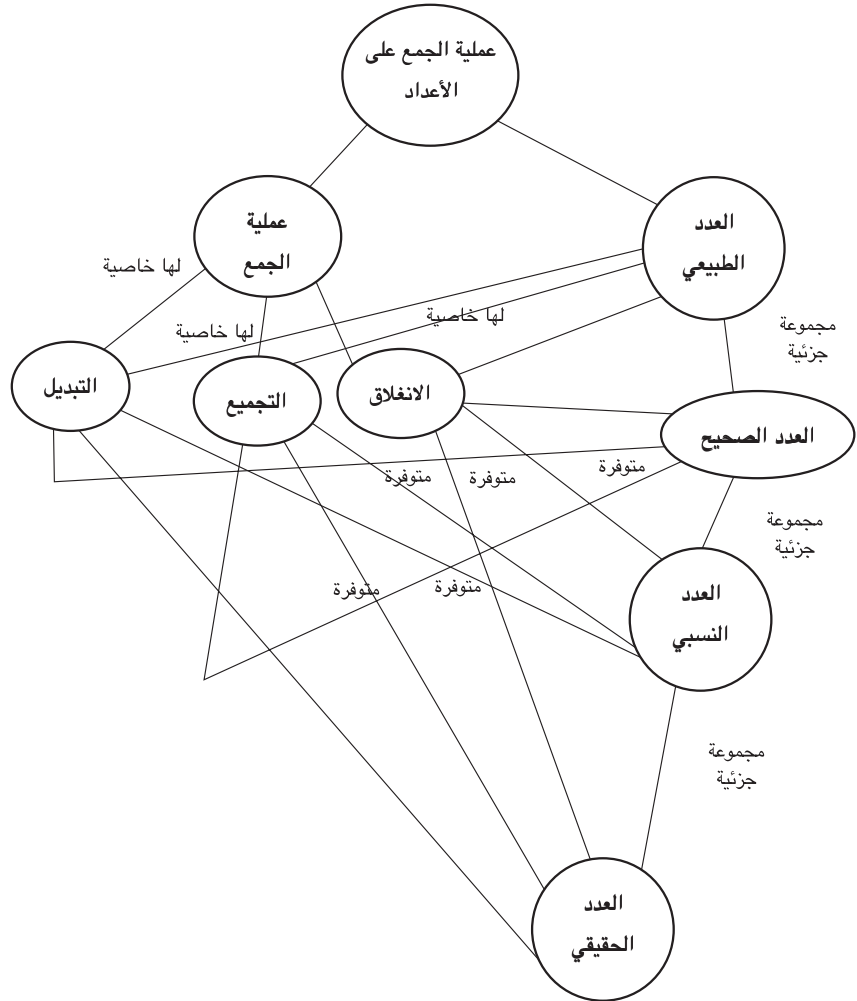 عملية الجمع على
الأعداد
عملية
الجمع
العدد
الطبيعي
لها خاصية
لها خاصية
لها خاصية
مجموعة
جزئية
التبديل
التجميع
الانغلاق
العدد الصحيح
متوفرة
متوفرة
متوفرة
مجموعة
جزئية
متوفرة
متوفرة
العدد
النسبي
مجموعة
جزئية
العدد
الحقيقي